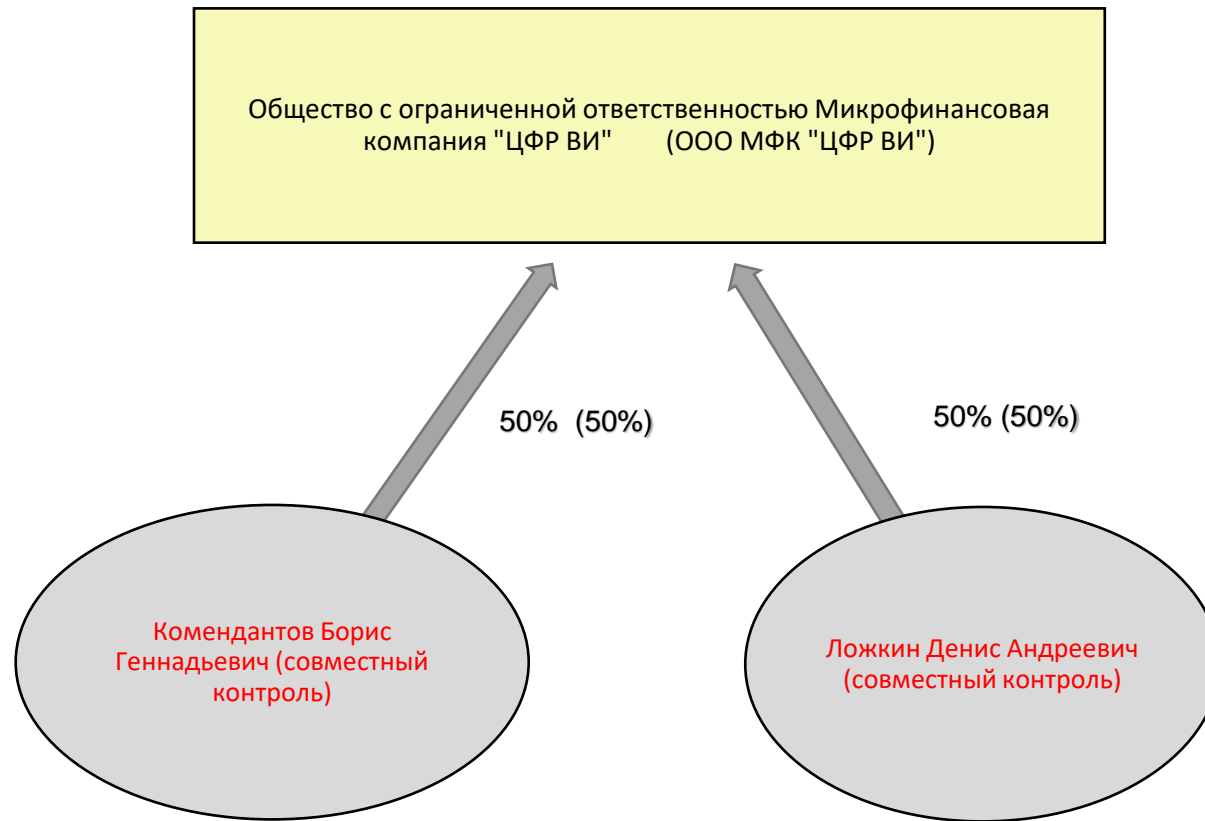 Общество с ограниченной ответственностью Микрофинансовая
компания "ЦФР ВИ" (ООО МФК "ЦФР ВИ")
50% (50%)
50% (50%)
Комендантов Борис
Геннадьевич (совместный
контроль)
Ложкин Денис Андреевич
(совместный контроль)